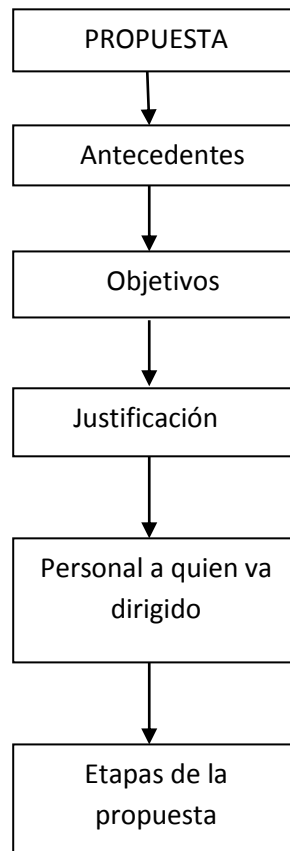 PROPUESTA
Antecedentes
Objetivos
Justificación
Personal a quien va
dirigido
Etapas de la
propuesta